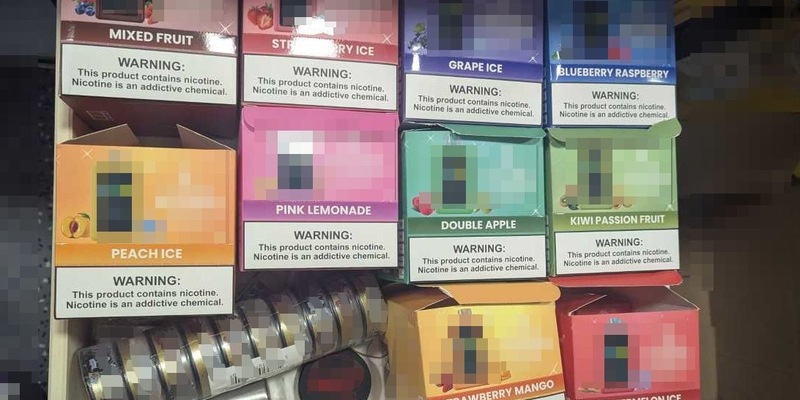 MIXED FRUIT
WARNING:
This product contains nicotine.
Nicotine is an addictive chemical.
ICE
WARNING:
This product contains nicotine.
Nicotine is an addictive chemical.
GRAPE ICE
WARNING:
This product contains nicotine.
Nicotine is an addictive chemical.
BLUEBERRY RASPBERRY
WARNING:
This product contains nicotine.
Nicotine is an addictive chemical.
PEACH ICE
WARNING:
This product contains nicotine.
Nicotine is an addictive chemical.
PINK LEMONADE
WARNING:
This product contains nicotine.
Nicotine is an addictive chemical.
DOUBLE APPLE
WARNING:
This product contains nicotine.
Nicotine is an addictive chemical.
KIWI PASSION FRUIT
WARNING:
This product contains nicotine.
Nicotine is an addictive chemical.
MANGO
ICE